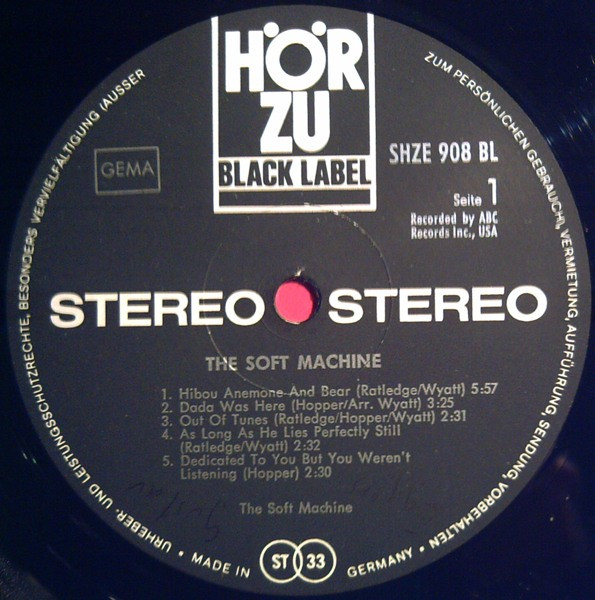 HÖR
ZU
BLACK LABEL
GEMA
SHZE 908 BL
Seite 1
Recorded by ABC
Records Inc., USA
STEREO STEREO
THE SOFT MACHINE
1. Hibou Anemone And Bear (Ratledge/Wyatt) 5:57
2. Dada Was Here (Hopper/Arr. Wyatt) 3:25
3. Out Of Tunes (Ratledge/Hopper/Wyatt) 2:31
4. As Long As He Lies Perfectly Still
(Ratledge/Wyatt) 2:32
5. Dedicated To You But You Weren't
Listening (Hopper) 2:30
The Soft Machine
URHEBER- UND LEISTUNGSSCHUTZRECHTE, BESONDERS VERVIELFÄLTIGUNG (AUSSER
ZUM PERSÖNLICHEN GEBRAUCH), VERMIETUNG, AUFFÜHRUNG, SENDUNG, VORBEHALTEN
• MADE IN ST 33 GERMANY •